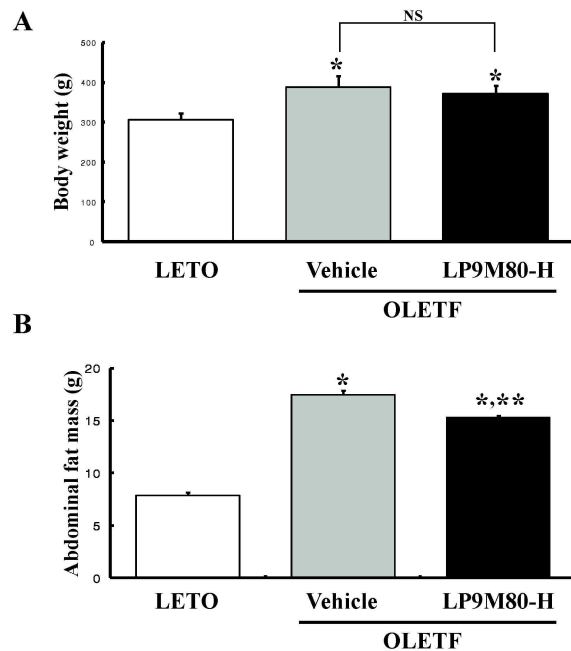 A
NS
Body weight (g)
500
400
300
200
100
0
*
*
LETO
Vehicle
LP9M80-H
OLETF
B
Abdominal fat mass (g)
20
15
10
5
0
*
*,**
LETO
Vehicle
LP9M80-H
OLETF